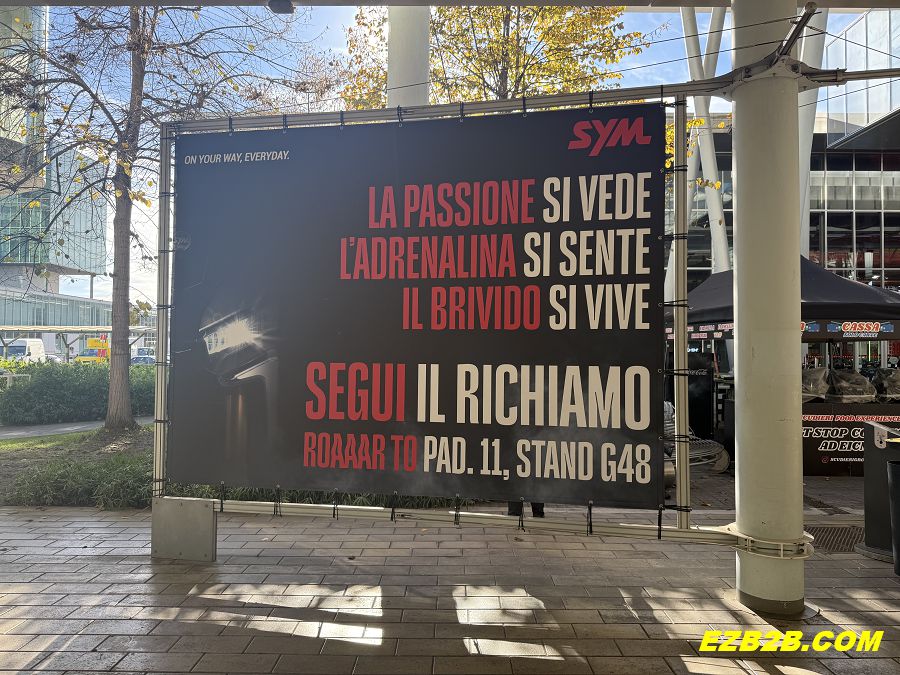 SYM
ON YOUR WAY, EVERYDAY.
LA PASSIONE SI VEDE
L'ADRENALINA SI SENTE
IL BRIVIDO SI VIVE
SEGUI IL RICHIAMO
ROAAAR TO PAD. 11, STAND G48
CASSA
EZB2B.COM